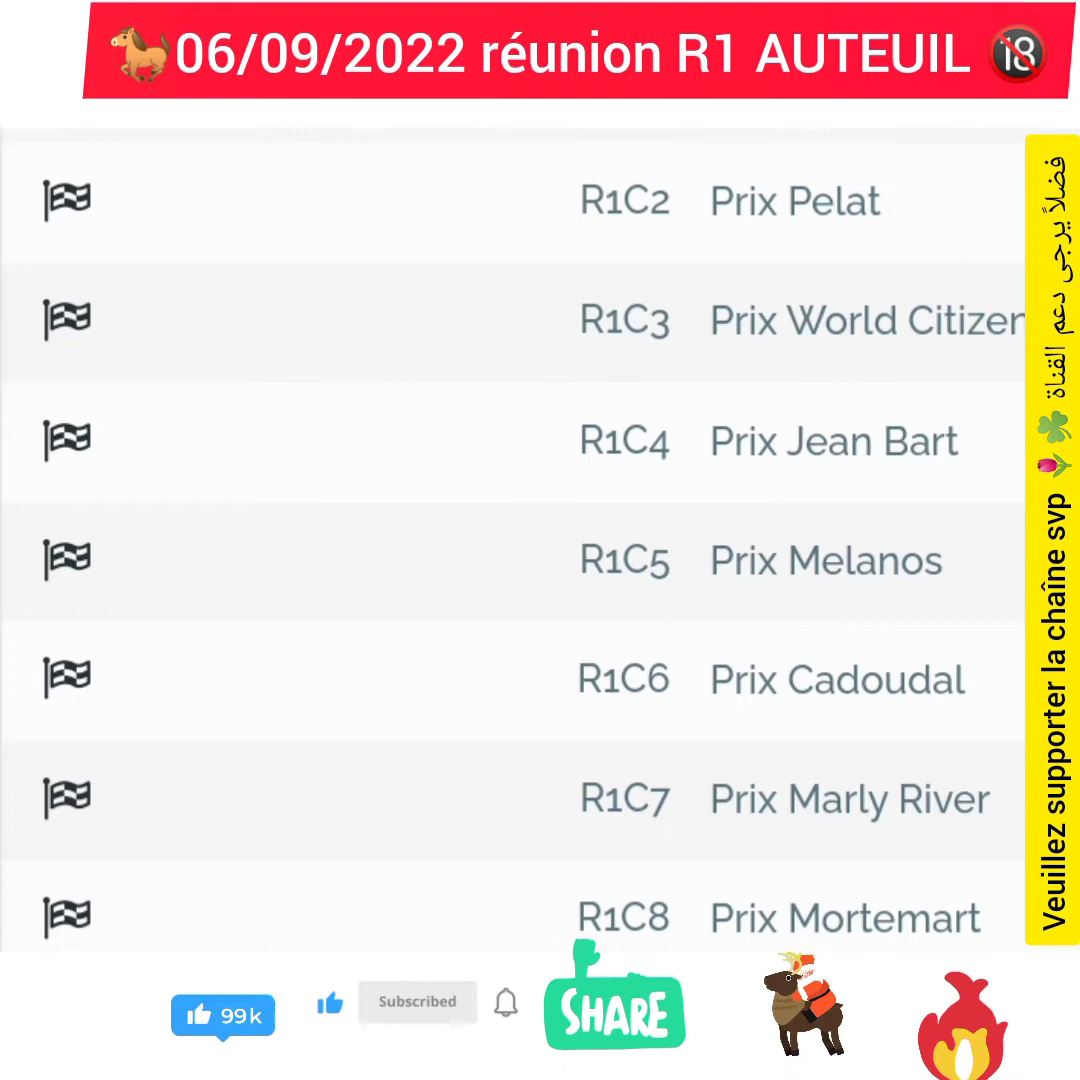 06/09/2022 réunion R1 AUTEUIL 🔞
R1C2 Prix Pelat
R1C3 Prix World Citizen
R1C4 Prix Jean Bart
R1C5 Prix Melanos
R1C6 Prix Cadoudal
R1C7 Prix Marly River
R1C8 Prix Mortemart
Veuillez supporter la chaîne svp 🌷 ☘️ فضلاً يرجى دعم القناة
99k
Subscribed
SHARE